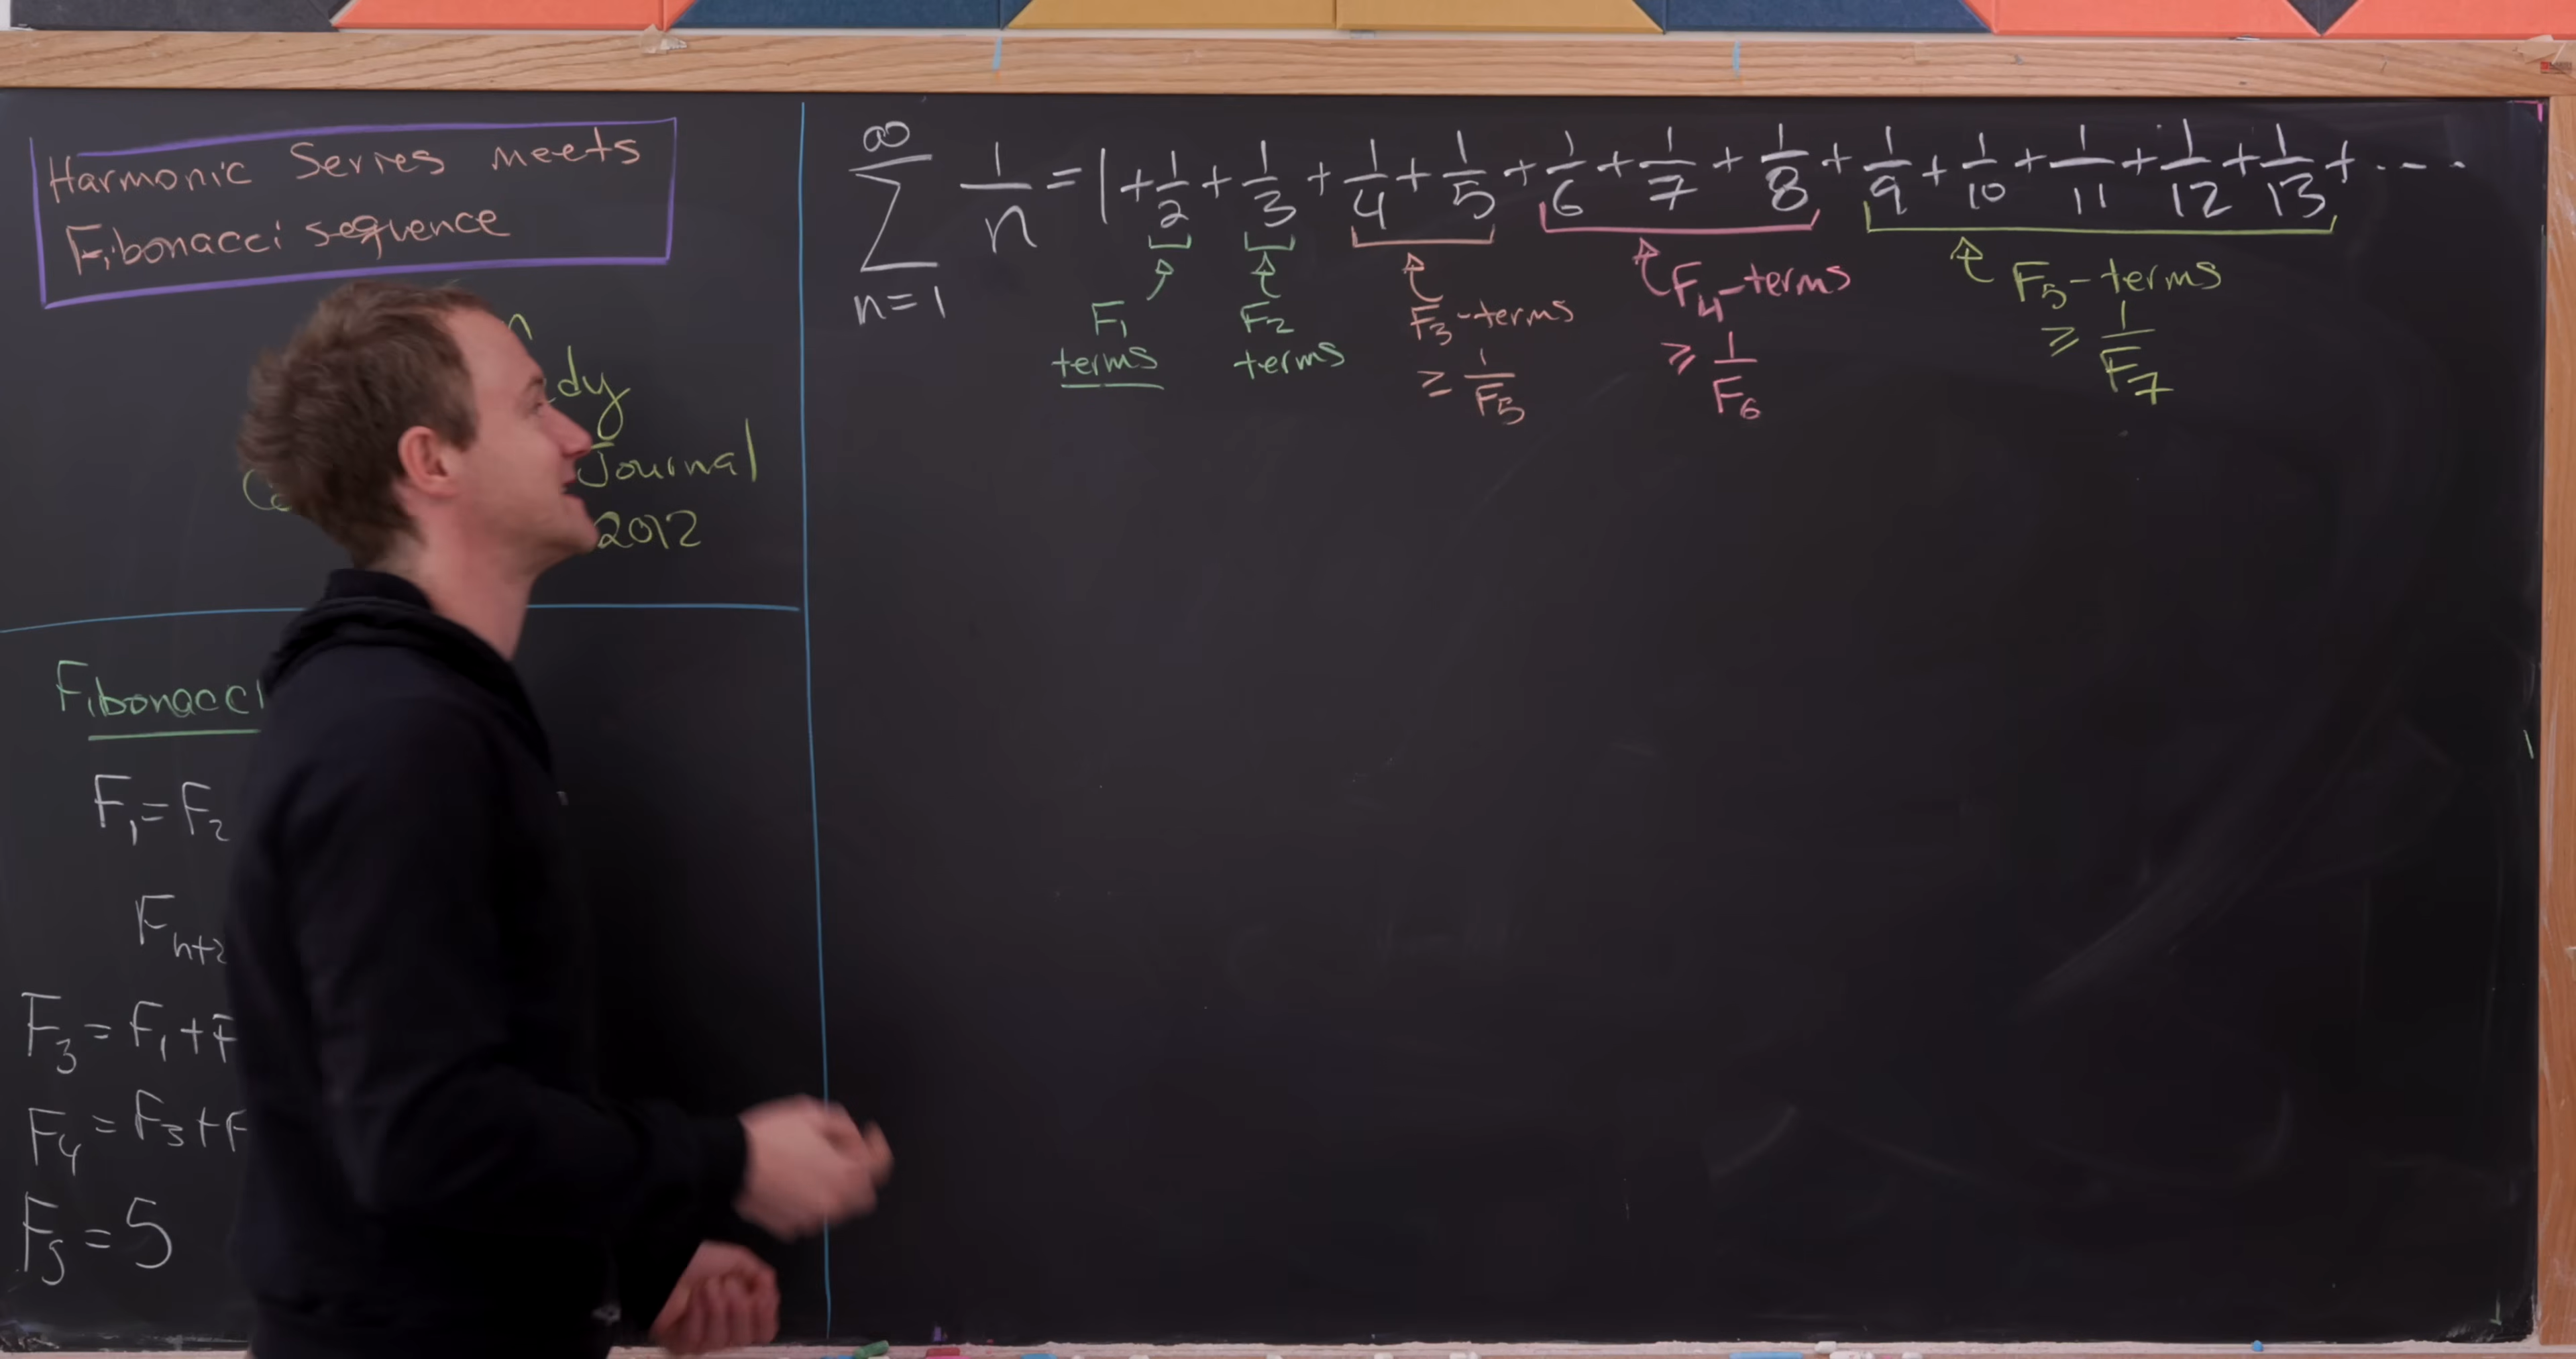 Harmonic Series meets
Fibonacci sequence
Journal
2012
Fibonacci
F₁ = F₂
Fₙ₊₂
F₃ = F₁ +
F₄ = F₃ +
F₅ = 5
∞
∑ 1/n = 1 + 1/2 + 1/3 + 1/4 + 1/5 + 1/6 + 1/7 + 1/8 + 1/9 + 1/10 + 1/11 + 1/12 + 1/13 + ....
n=1
F₁ terms
F₂ terms
F₃-terms
≥ 1/F₅
F₄-terms
≥ 1/F₆
F₅-terms
≥ 1/F₇